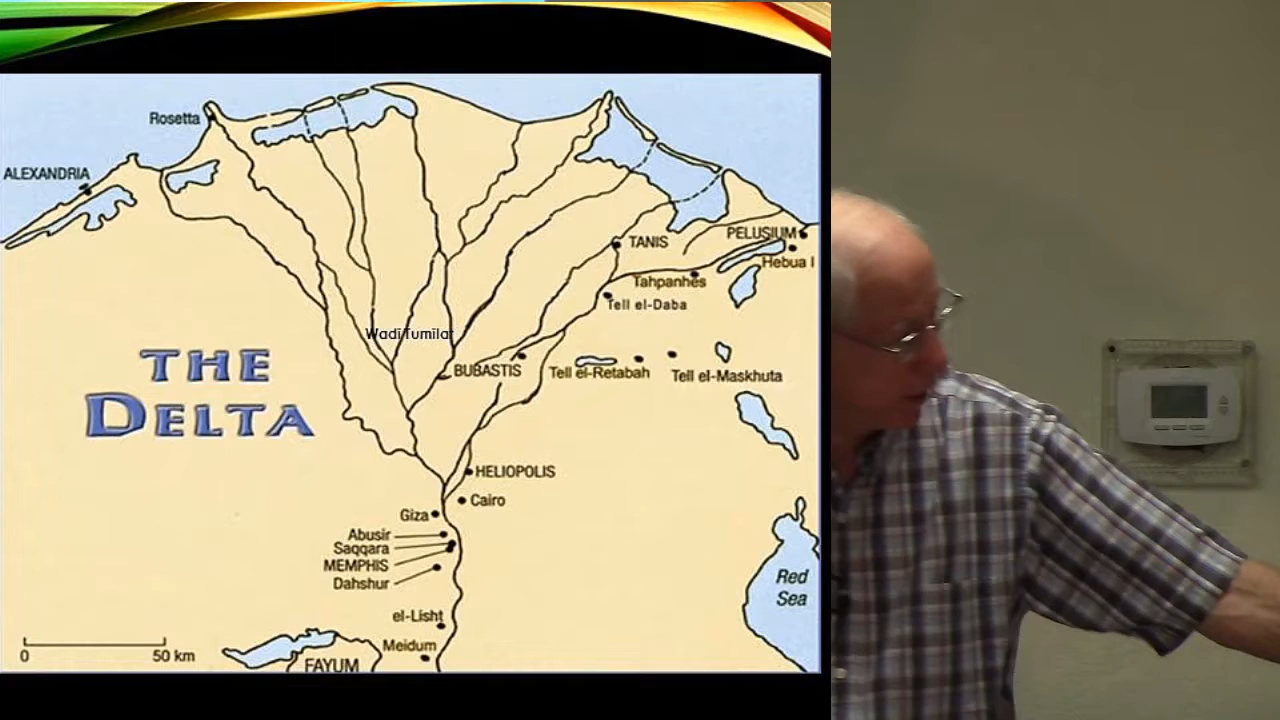 Rosetta
ALEXANDRIA
TANIS
PELUSIUM
Hebua I
Tahpanhes
Tell el-Daba
Wadi Tumilat
THE
DELTA
BUBASTIS
Tell el-Retabah
Tell el-Maskhuta
HELIOPOLIS
Cairo
Giza
Abusir
Saqqara
MEMPHIS
Dahshur
Red
Sea
el-Lisht
Meidum
0 50 km
FAYUM